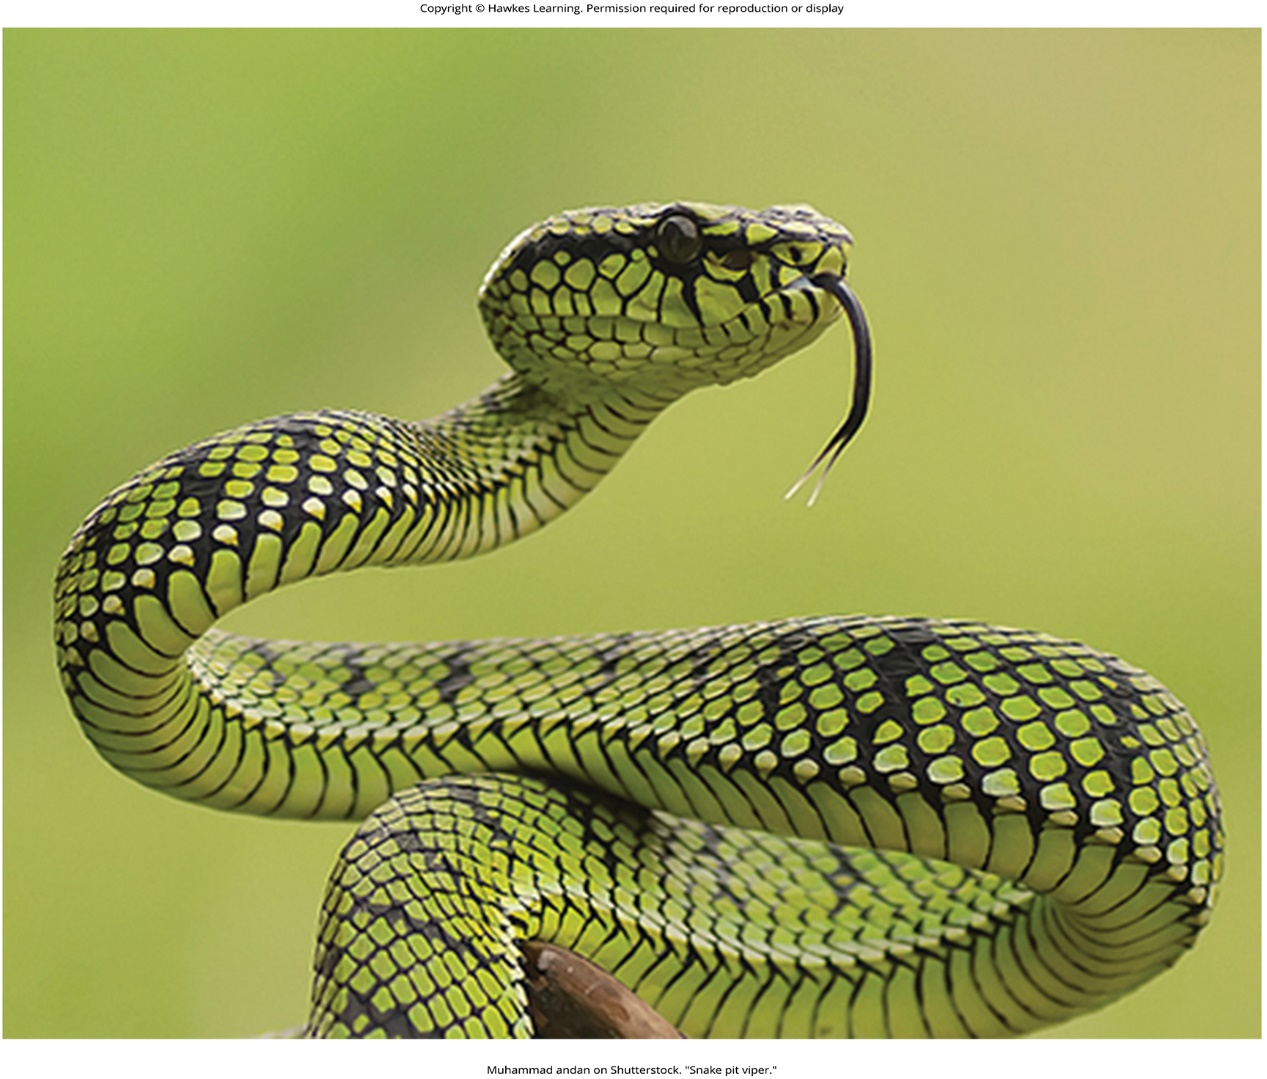 Copyright © Hawkes Learning. Permission required for reproduction or display
Muhammad andan on Shutterstock. "Snake pit viper."